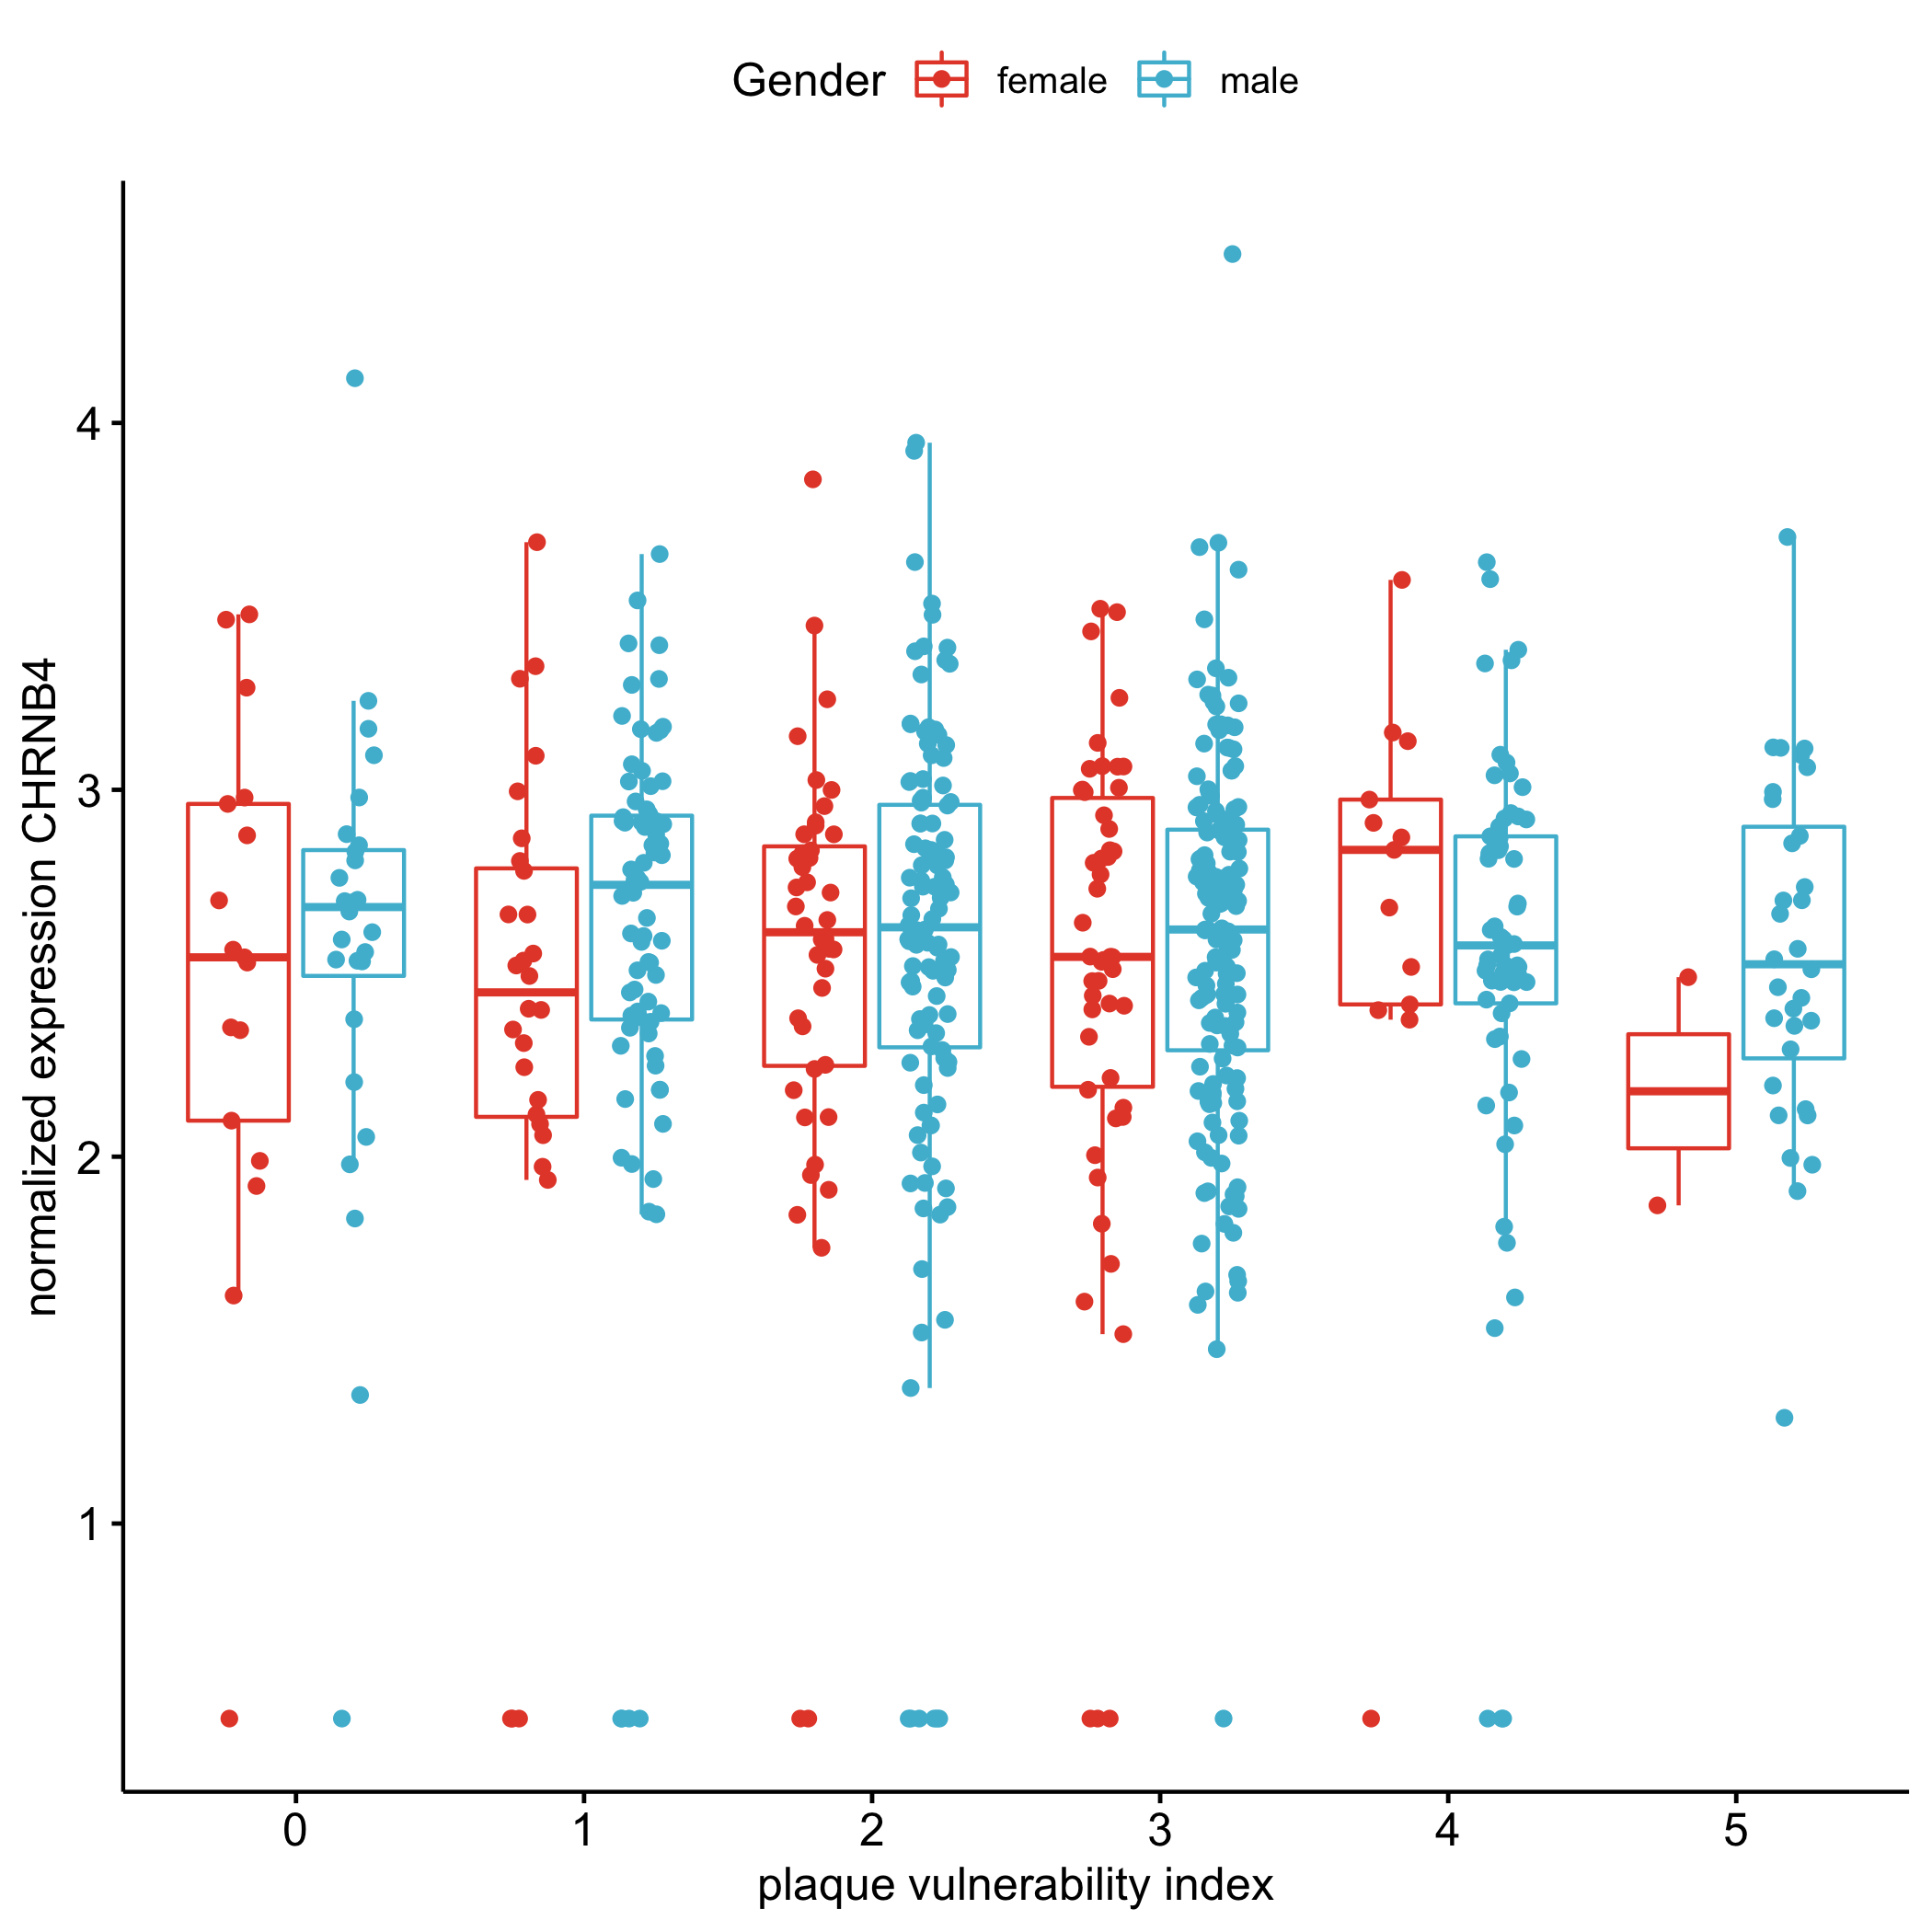 Gender female male
normalized expression CHRNB4
4
3
2
1
0 1 2 3 4 5
plaque vulnerability index